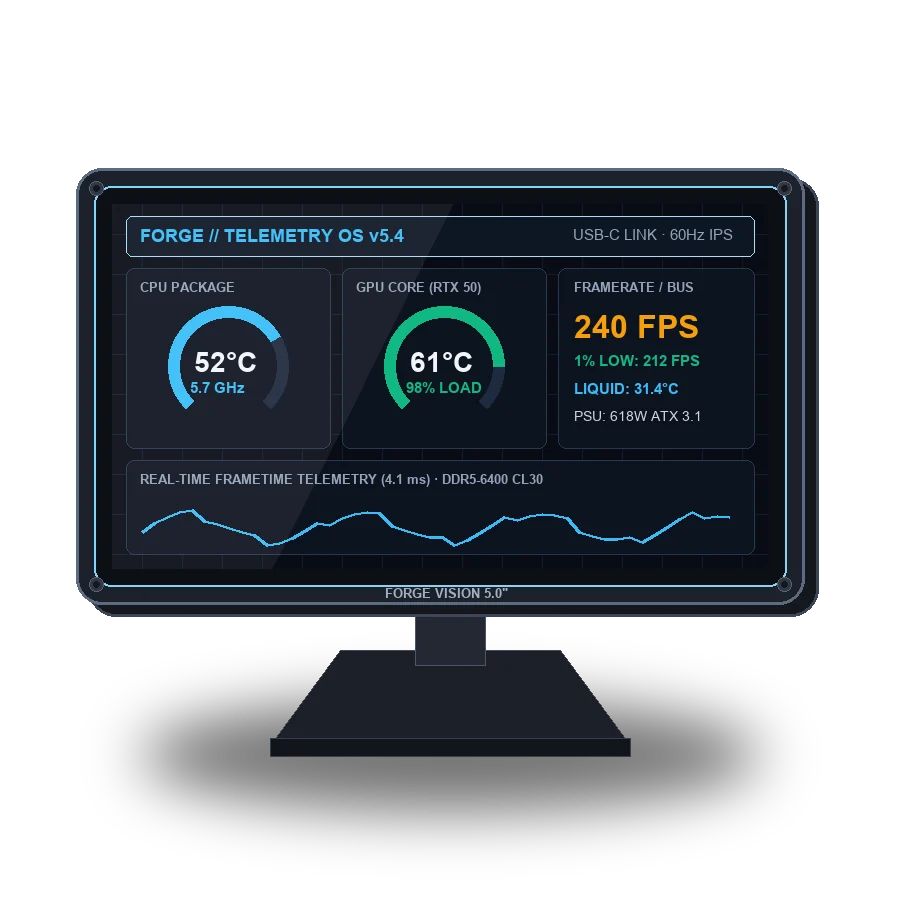 FORGE // TELEMETRY OS v5.4
USB-C LINK · 60Hz IPS
CPU PACKAGE
52°C
5.7 GHz
GPU CORE (RTX 50)
61°C
98% LOAD
FRAMERATE / BUS
240 FPS
1% LOW: 212 FPS
LIQUID: 31.4°C
PSU: 618W ATX 3.1
REAL-TIME FRAMETIME TELEMETRY (4.1 ms) · DDR5-6400 CL30
FORGE VISION 5.0"